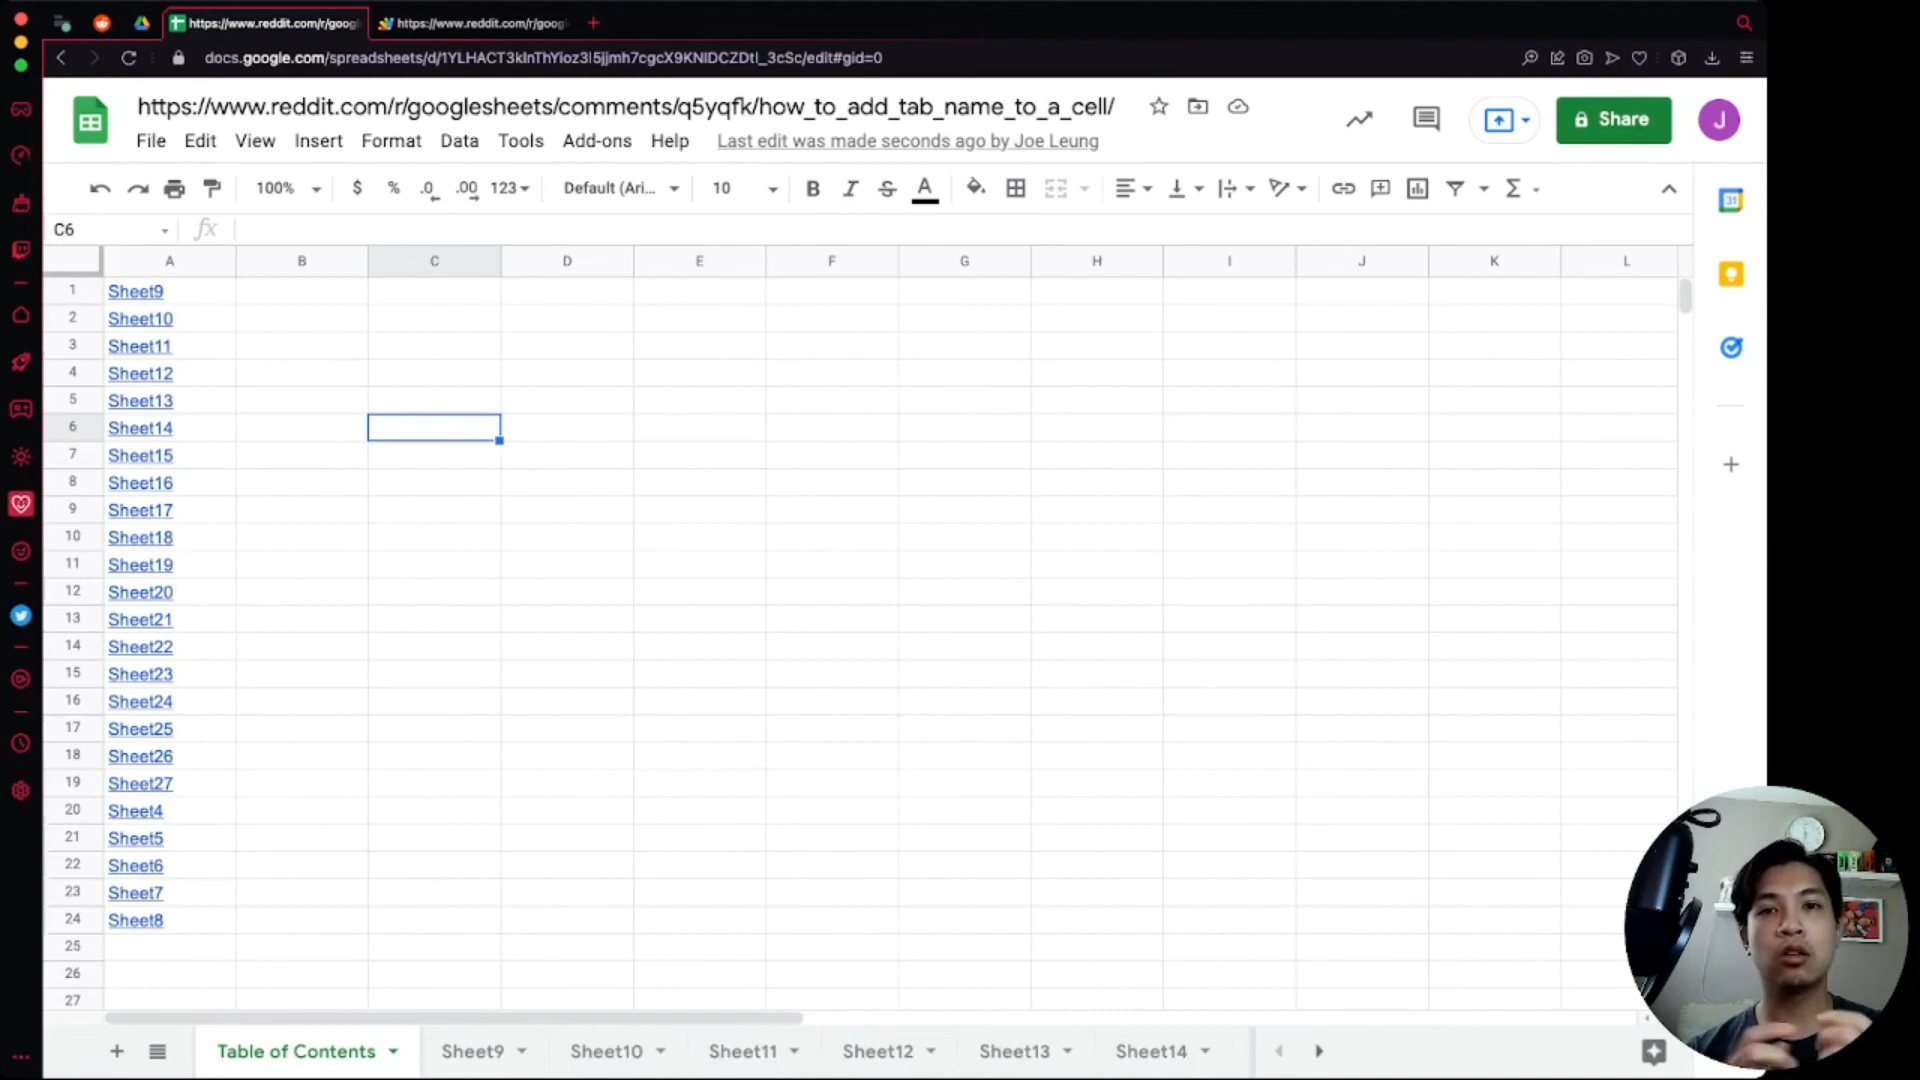 https://www.reddit.com/r/goog
https://www.reddit.com/r/goog
docs.google.com/spreadsheets/d/1YLHACT3kInThYioz3I5jjmh7cgcX9KNIDCZDtI_3cSc/edit#gid=0
https://www.reddit.com/r/googlesheets/comments/q5yqfk/how_to_add_tab_name_to_a_cell/
Share
J
File Edit View Insert Format Data Tools Add-ons Help Last edit was made seconds ago by Joe Leung
100% $ % .0 .00 123 Default (Ari... 10 B I S A Σ
31
C6 fx
A B C D E F G H I J K L
1 Sheet9
2 Sheet10
3 Sheet11
4 Sheet12
5 Sheet13
6 Sheet14
7 Sheet15
8 Sheet16
9 Sheet17
10 Sheet18
11 Sheet19
12 Sheet20
13 Sheet21
14 Sheet22
15 Sheet23
16 Sheet24
17 Sheet25
18 Sheet26
19 Sheet27
20 Sheet4
21 Sheet5
22 Sheet6
23 Sheet7
24 Sheet8
25
26
27
Table of Contents Sheet9 Sheet10 Sheet11 Sheet12 Sheet13 Sheet14